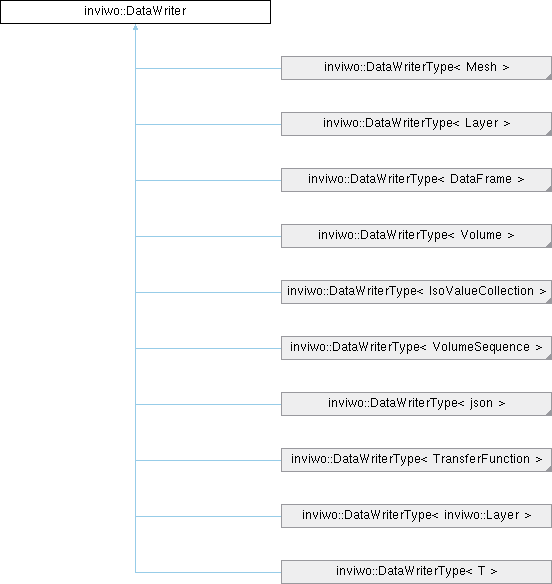 inviwo::DataWriter
inviwo::DataWriterType< Mesh >
inviwo::DataWriterType< Layer >
inviwo::DataWriterType< DataFrame >
inviwo::DataWriterType< Volume >
inviwo::DataWriterType< IsoValueCollection >
inviwo::DataWriterType< VolumeSequence >
inviwo::DataWriterType< json >
inviwo::DataWriterType< TransferFunction >
inviwo::DataWriterType< inviwo::Layer >
inviwo::DataWriterType< T >